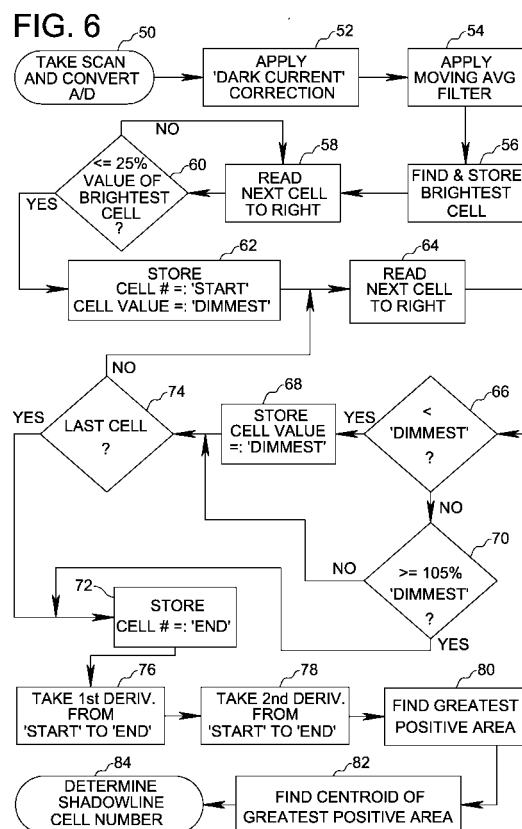 FIG. 6
50
TAKE SCAN
AND CONVERT
A/D
52
APPLY
'DARK CURRENT'
CORRECTION
54
APPLY
MOVING AVG
FILTER
NO
<= 25%
VALUE OF
BRIGHTEST
CELL
?
60
YES
58
READ
NEXT CELL
TO RIGHT
56
FIND & STORE
BRIGHTEST
CELL
62
STORE
CELL # =: 'START'
CELL VALUE =: 'DIMMEST'
64
READ
NEXT CELL
TO RIGHT
NO
74
YES
LAST CELL
?
68
STORE
CELL VALUE
=: 'DIMMEST'
YES
66
<
'DIMMEST'
?
NO
70
NO
>= 105%
'DIMMEST'
?
YES
72
STORE
CELL # =: 'END'
76
TAKE 1st DERIV.
FROM
'START' TO 'END'
78
TAKE 2nd DERIV.
FROM
'START' TO 'END'
80
FIND GREATEST
POSITIVE AREA
84
DETERMINE
SHADOWLINE
CELL NUMBER
82
FIND CENTROID OF
GREATEST POSITIVE AREA